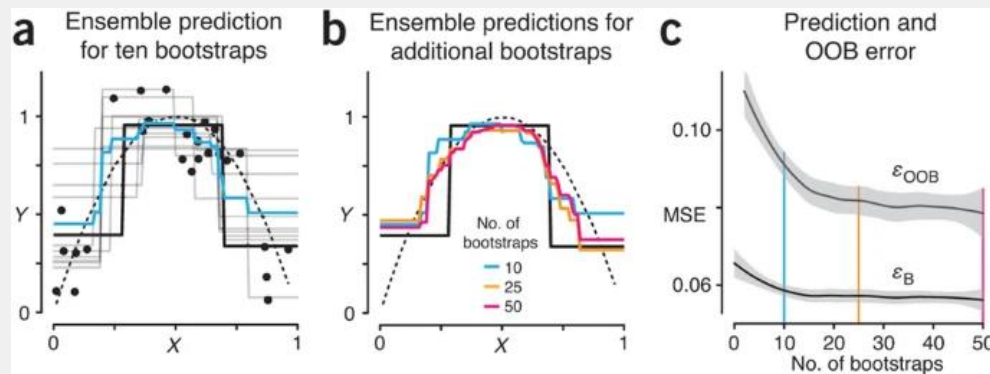 a Ensemble prediction
for ten bootstraps
1
Y
0
0
X
1
b Ensemble predictions for
additional bootstraps
1
No. of
bootstraps
10
25
50
0
0
X
1
c Prediction and
OOB error
0.10
εOOB
MSE
εB
0.06
0 10 20 30 40 50
No. of bootstraps